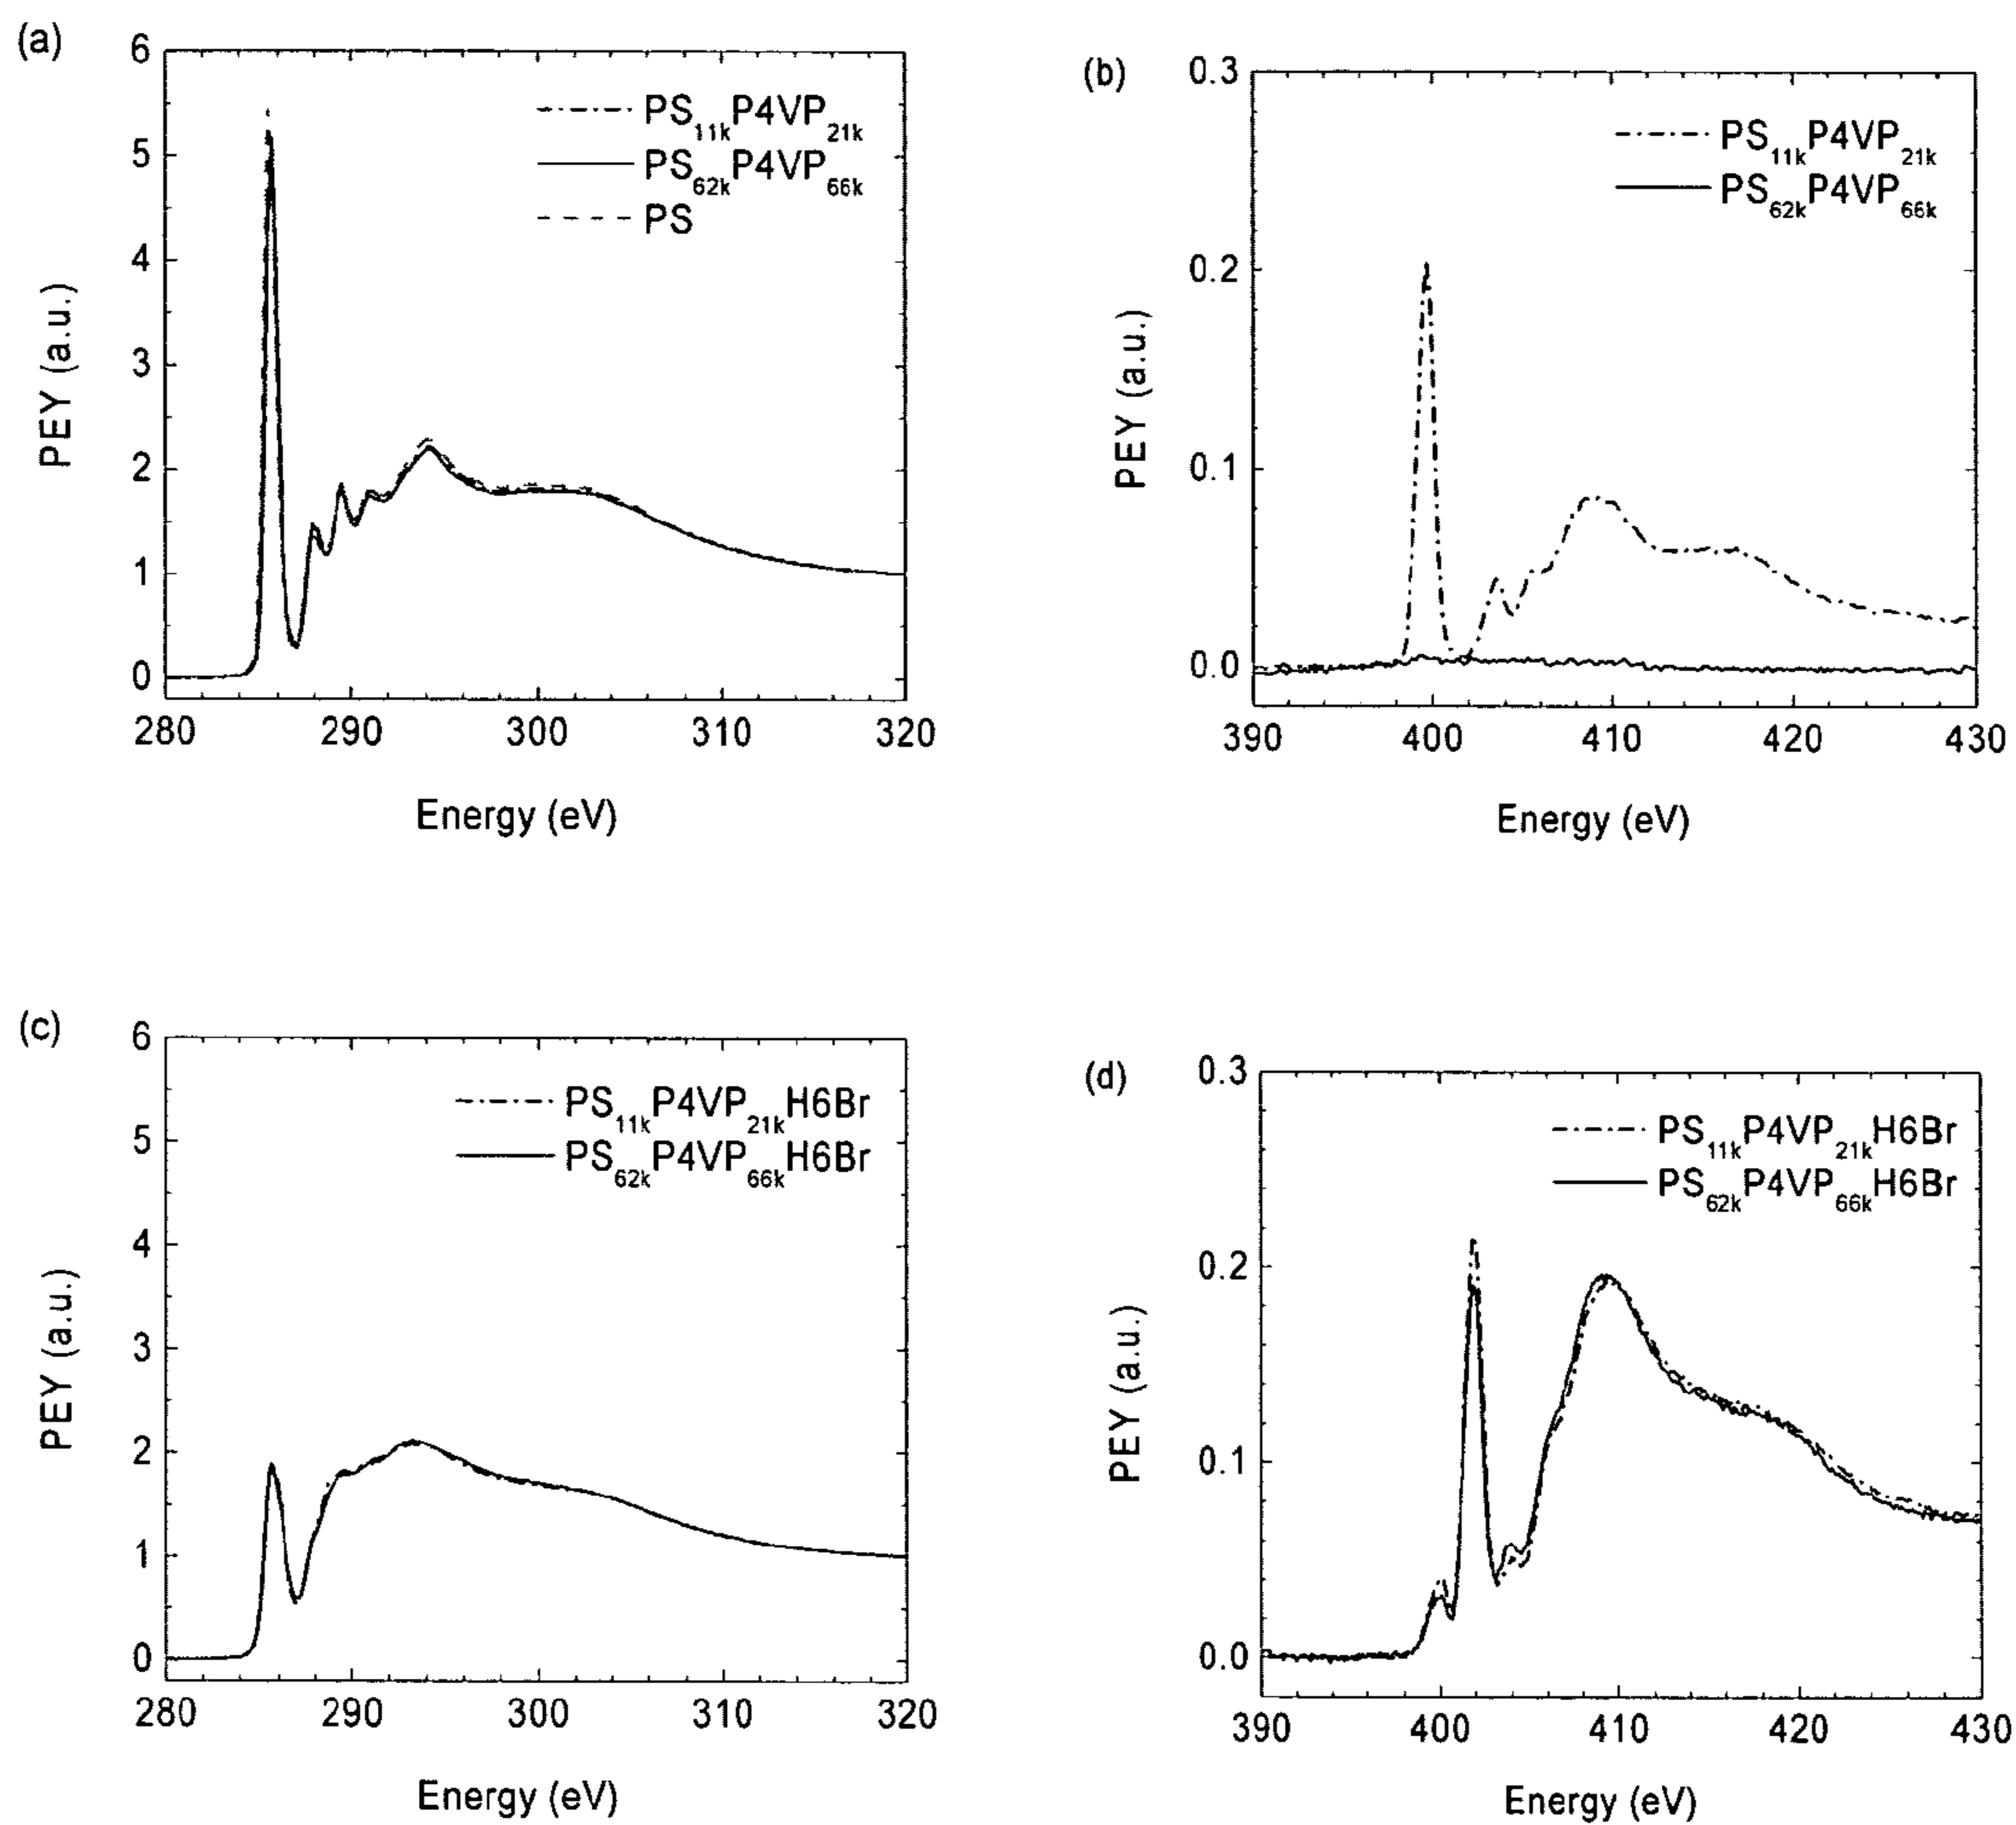 (a)
6
5
4
3
2
1
0
PEY (a.u.)
PS11kP4VP21k
PS62kP4VP66k
PS
280 290 300 310 320
Energy (eV)
(b)
0.3
0.2
0.1
0.0
PEY (a.u.)
PS11kP4VP21k
PS62kP4VP66k
390 400 410 420 430
Energy (eV)
(c)
6
5
4
3
2
1
0
PEY (a.u.)
PS11kP4VP21kH6Br
PS62kP4VP66kH6Br
280 290 300 310 320
Energy (eV)
(d)
0.3
0.2
0.1
0.0
PEY (a.u.)
PS11kP4VP21kH6Br
PS62kP4VP66kH6Br
390 400 410 420 430
Energy (eV)